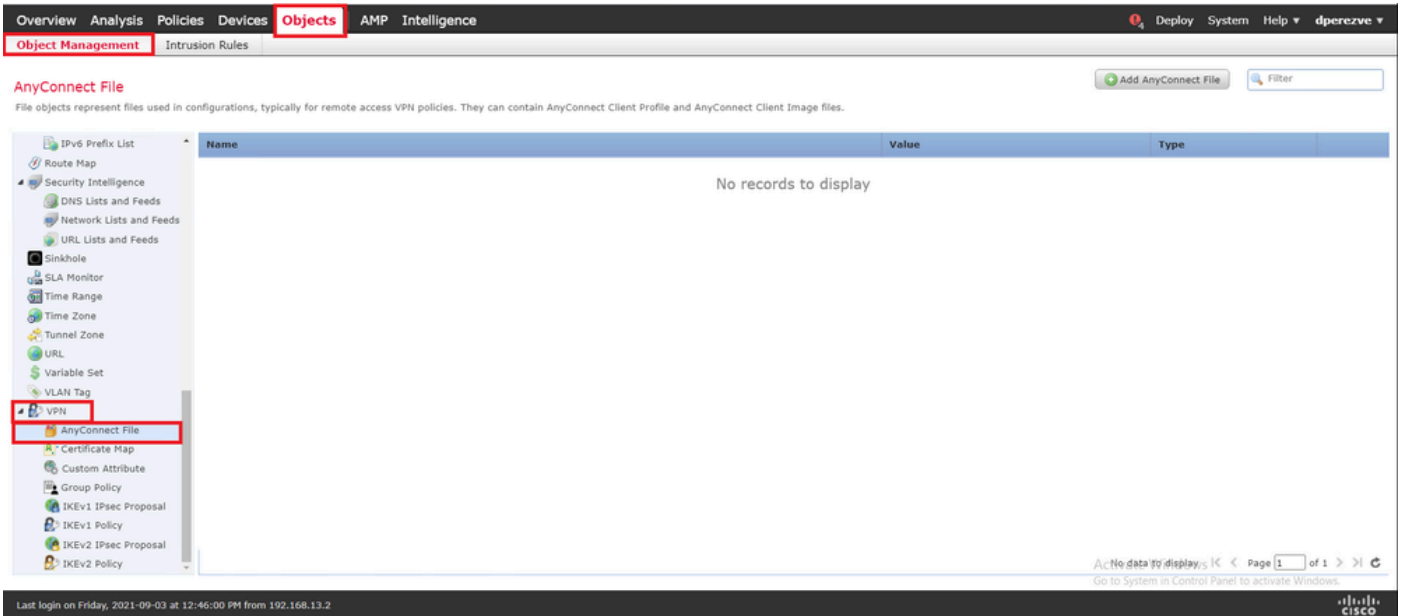 Overview Analysis Policies Devices Objects AMP Intelligence 4 Deploy System Help dperezve
Object Management Intrusion Rules
AnyConnect File
Add AnyConnect File Filter
File objects represent files used in configurations, typically for remote access VPN policies. They can contain AnyConnect Client Profile and AnyConnect Client Image files.
Name Value Type
No records to display
IPv6 Prefix List
Route Map
Security Intelligence
DNS Lists and Feeds
Network Lists and Feeds
URL Lists and Feeds
Sinkhole
SLA Monitor
Time Range
Time Zone
Tunnel Zone
URL
Variable Set
VLAN Tag
VPN
AnyConnect File
Certificate Map
Custom Attribute
Group Policy
IKEv1 IPsec Proposal
IKEv1 Policy
IKEv2 IPsec Proposal
IKEv2 Policy
No data to display Page 1 of 1
Go to System in Control Panel to activate Windows.
Last login on Friday, 2021-09-03 at 12:46:00 PM from 192.168.13.2
CISCO